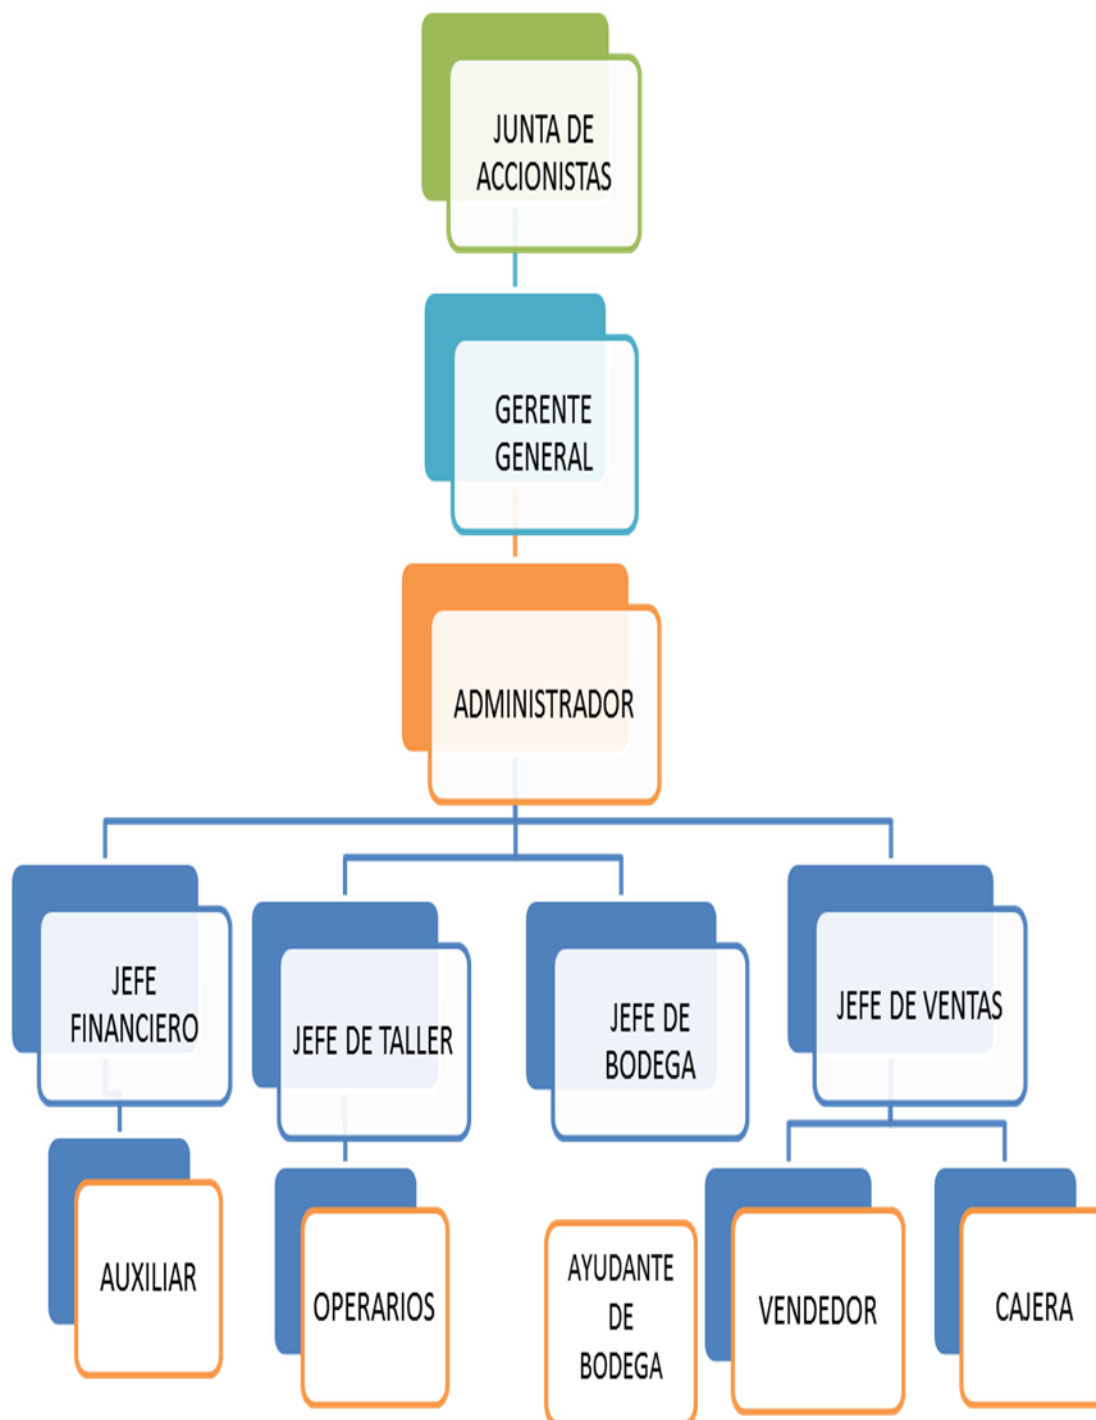 JUNTA DE
ACCIONISTAS
GERENTE
GENERAL
ADMINISTRADOR
JEFE
FINANCIERO
JEFE DE TALLER
JEFE DE
BODEGA
JEFE DE VENTAS
AUXILIAR
OPERARIOS
AYUDANTE
DE
BODEGA
VENDEDOR
CAJERA